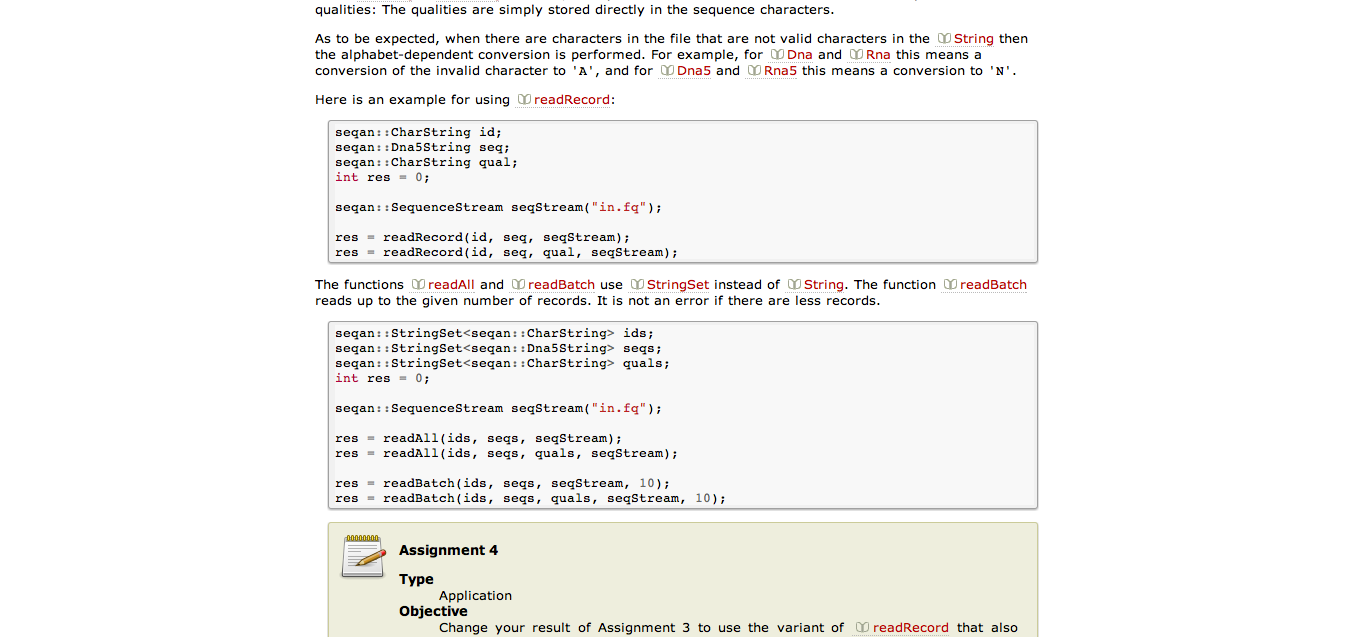 qualities: The qualities are simply stored directly in the sequence characters.
As to be expected, when there are characters in the file that are not valid characters in the String then
the alphabet-dependent conversion is performed. For example, for Dna and Rna this means a
conversion of the invalid character to 'A', and for Dna5 and Rna5 this means a conversion to 'N'.
Here is an example for using readRecord:
seqan::CharString id;
seqan::Dna5String seq;
seqan::CharString qual;
int res = 0;
seqan::SequenceStream seqStream("in.fq");
res = readRecord(id, seq, seqStream);
res = readRecord(id, seq, qual, seqStream);
The functions readAll and readBatch use StringSet instead of String. The function readBatch
reads up to the given number of records. It is not an error if there are less records.
seqan::StringSet<seqan::CharString> ids;
seqan::StringSet<seqan::Dna5String> seqs;
seqan::StringSet<seqan::CharString> quals;
int res = 0;
seqan::SequenceStream seqStream("in.fq");
res = readAll(ids, seqs, seqStream);
res = readAll(ids, seqs, quals, seqStream);
res = readBatch(ids, seqs, seqStream, 10);
res = readBatch(ids, seqs, quals, seqStream, 10);
Assignment 4
Type
Application
Objective
Change your result of Assignment 3 to use the variant of readRecord that also